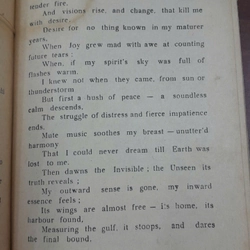 under fire.
And visions rise, and change, that kill me
with desire.
Desire for no thing known in my maturer
years,
When Joy grew mad with awe at counting
future tears;
When, if my spirit's sky was full of
flashes warm,
I knew not when they came, from sun or
thunderstorm
But first a hush of peace — a soundless
calm descends,
The struggle of distress and fierce impatience
ends,
Mute music soothes my breast — unutter'd
harmony
That I could never dream till Earth was
lost to me.
Then dawns the Invisible; the Unseen its
truth reveals;
My outward sense is gone, my inward
essence feels;
Its wings are almost free — it's home, its
harbour found,
Measuring the gulf, it stoops, and dares
the final bound.